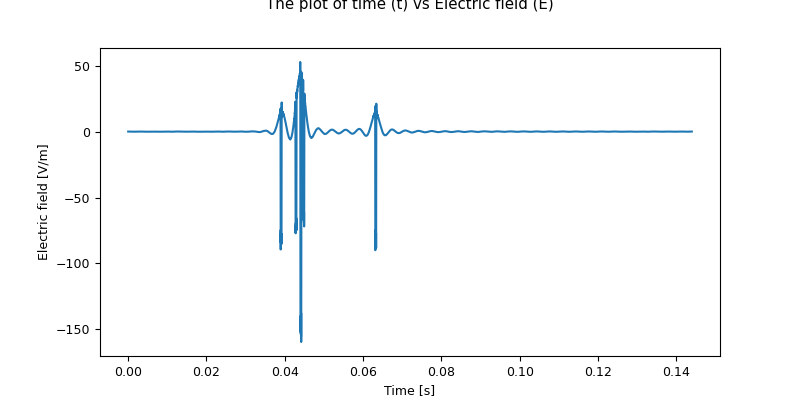 The plot of time (t) vs Electric field (E)
50
0
−50
−100
−150
Electric field [V/m]
0.00 0.02 0.04 0.06 0.08 0.10 0.12 0.14
Time [s]